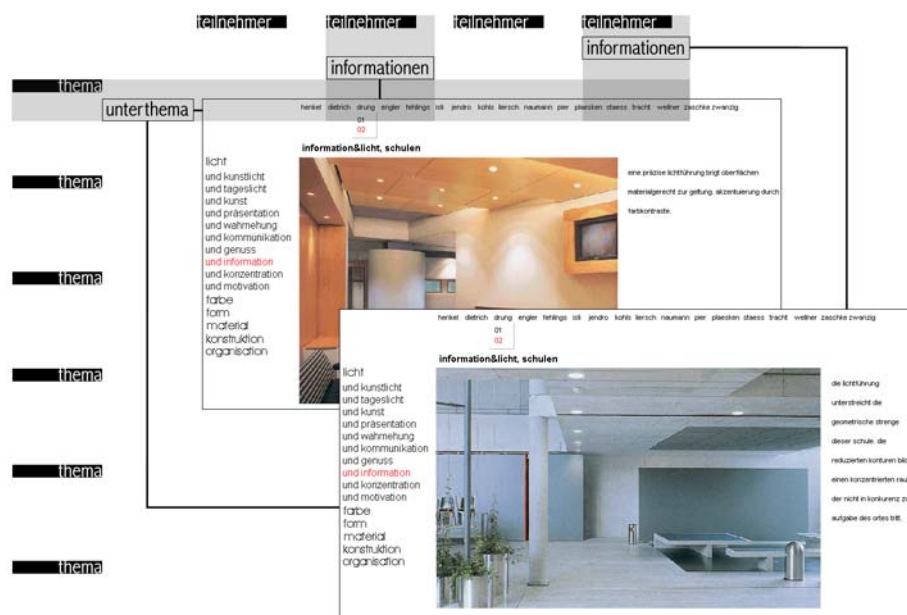 teilnehmer teilnehmer teilnehmer teilnehmer
informationen
informationen
thema
unterthema
henkel dietrich drung engler fehlings isli jendro kohls liersch naumann pier plaesken staess tracht wellner zaschke zwanzig
01
02
information&licht, schulen
licht
und kunstlicht
und tageslicht
und kunst
und präsentation
und wahrnehung
und kommunikation
und genuss
und information
und konzentration
und motivation
farbe
form
material
konstruktion
organisation
eine präzise lichtführung brigt oberflächen
materialgerecht zur geltung. akzentuierung durch
farbkontraste.
thema
thema
thema
thema
thema
henkel dietrich drung engler fehlings isli jendro kohls liersch naumann pier plaesken staess tracht wellner zaschke zwanzig
01
02
information&licht, schulen
licht
und kunstlicht
und tageslicht
und kunst
und präsentation
und wahrnehung
und kommunikation
und genuss
und information
und konzentration
und motivation
farbe
form
material
konstruktion
organisation
die lichtführung
unterstreicht die
geometrische strenge
dieser schule. die
reduzierten konturen bild
einen konzentrierten rau
der nicht in konkurenz z
aufgabe des ortes tritt.